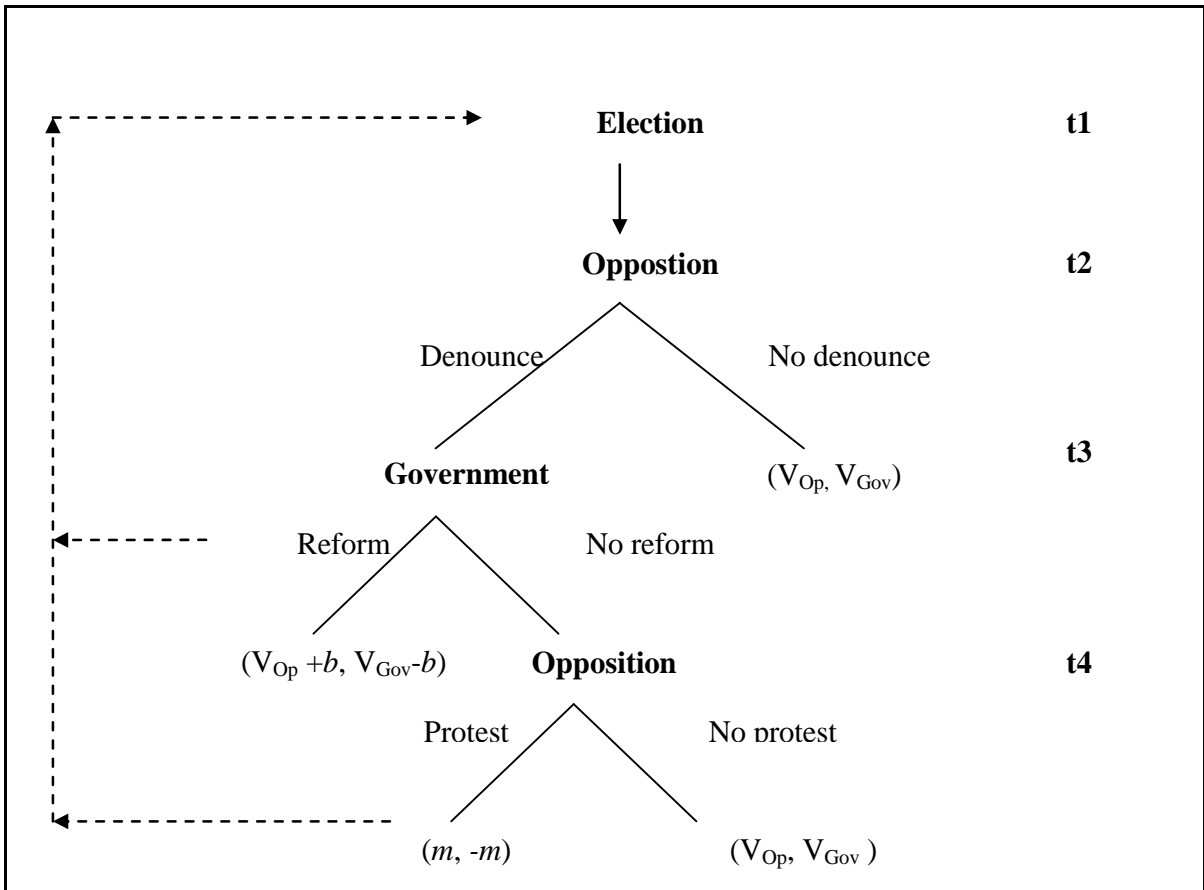 Election t1
Oppostion t2
Denounce No denounce
t3
Government (V_Op, V_Gov)
Reform No reform
(V_Op +b, V_Gov-b) Opposition t4
Protest No protest
(m, -m) (V_Op, V_Gov )